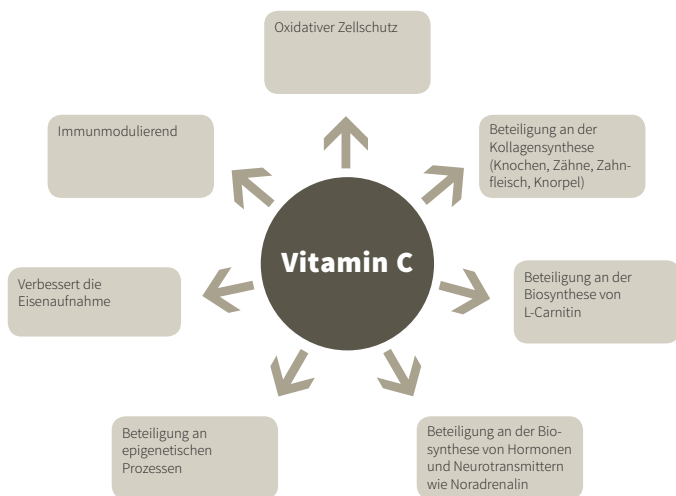 Oxidativer Zellschutz
Immunmodulierend
Beteiligung an der
Kollagensynthese
(Knochen, Zähne, Zahn-
fleisch, Knorpel)
Vitamin C
Verbessert die
Eisenaufnahme
Beteiligung an der
Biosynthese von
L-Carnitin
Beteiligung an
epigenetischen
Prozessen
Beteiligung an der Bio-
synthese von Hormonen
und Neurotransmittern
wie Noradrenalin